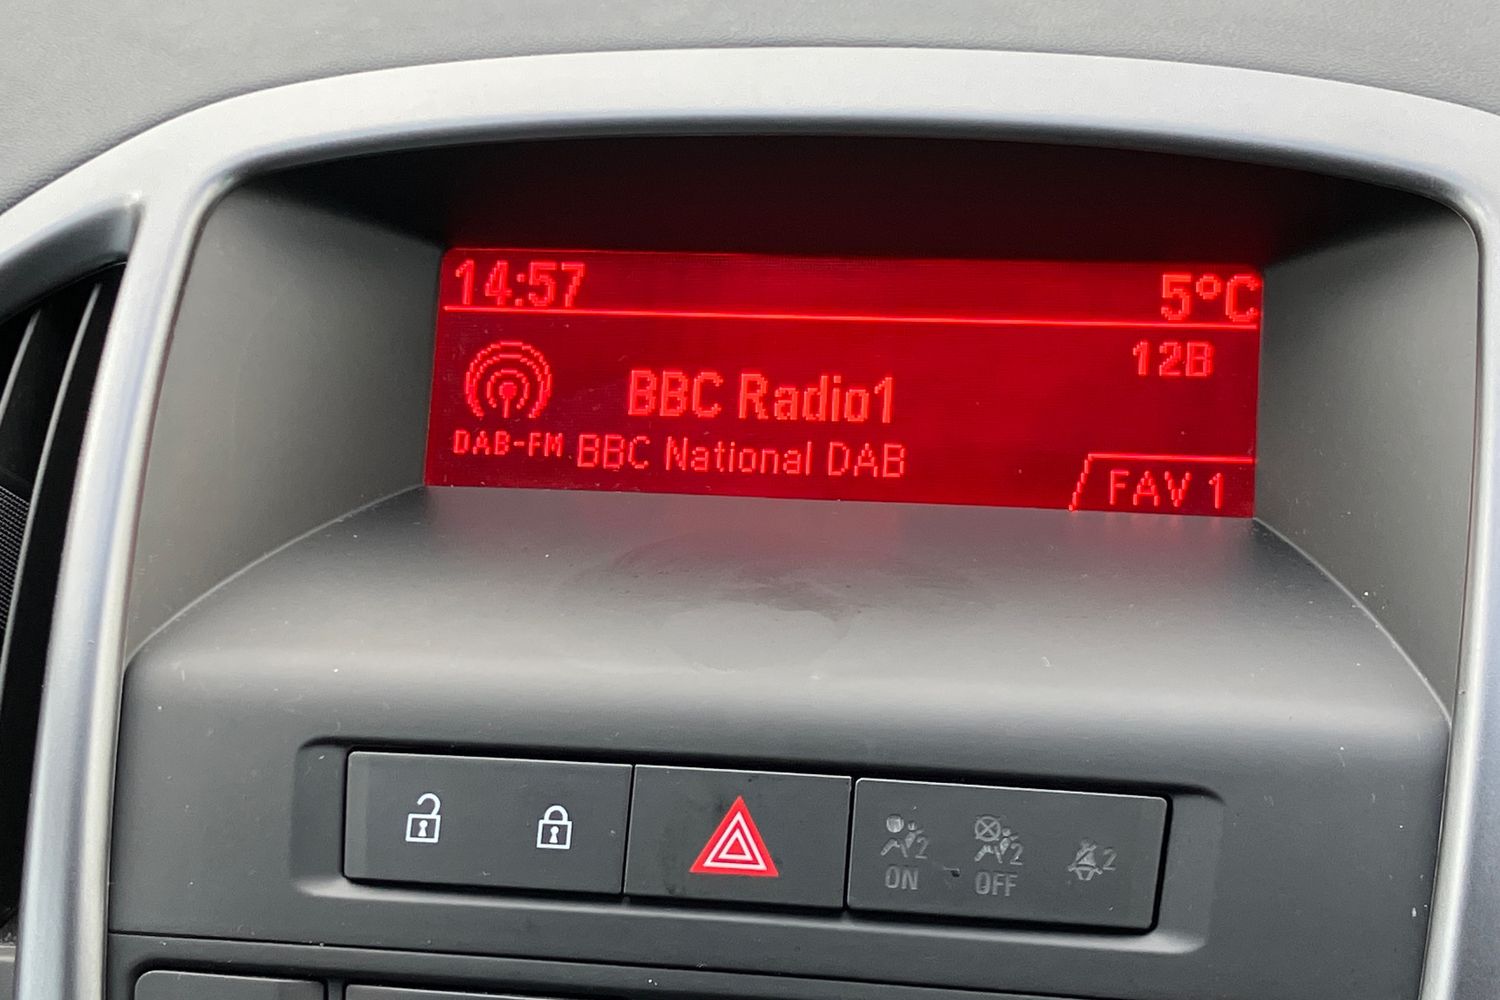 14:57 5°C
12B
BBC Radio1
DAB-FM BBC National DAB
FAV 1
2 2 2
ON OFF